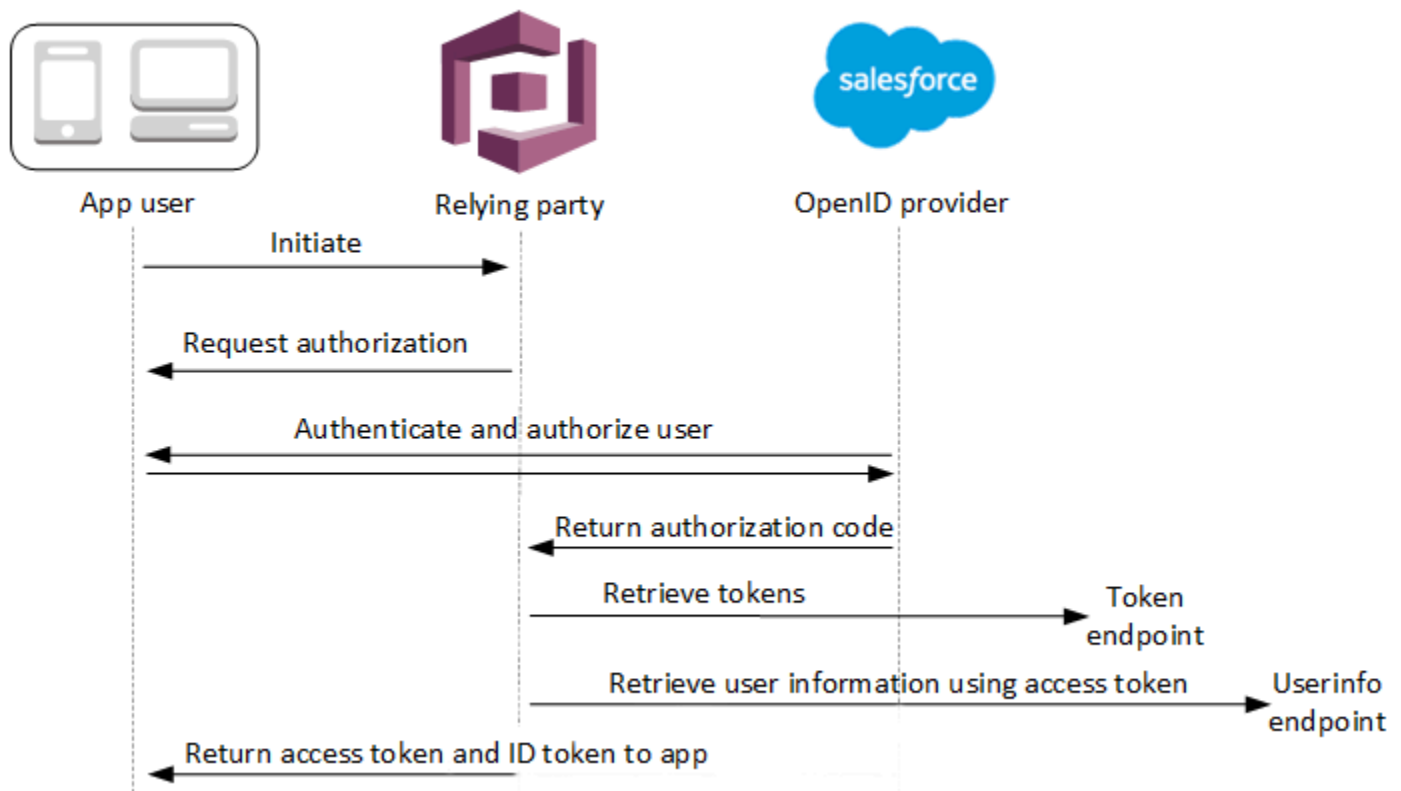 salesforce
App user
Relying party
OpenID provider
Initiate
Request authorization
Authenticate and authorize user
Return authorization code
Retrieve tokens
Token
endpoint
Retrieve user information using access token
Userinfo
endpoint
Return access token and ID token to app